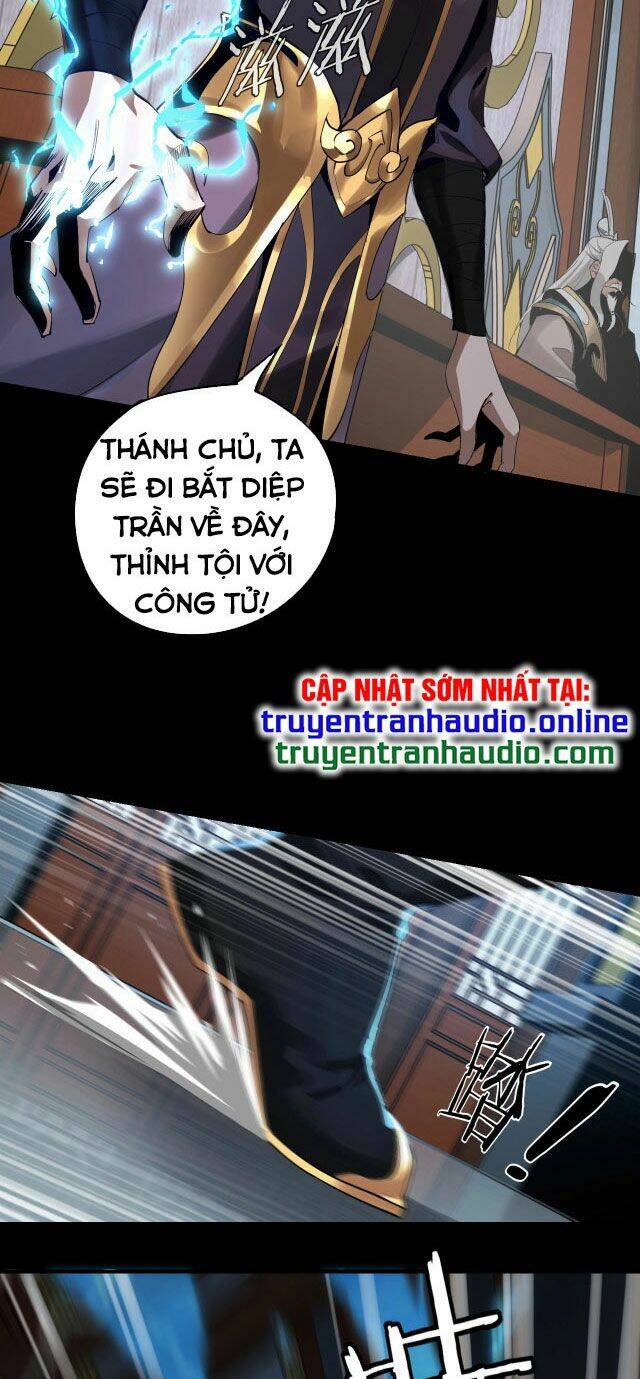 滋滋
THÁNH CHỦ, TA
SẼ ĐI BẮT DIỆP
TRẦN VỀ ĐÂY,
THỈNH TỘI VỚI
CÔNG TỬ!
CẬP NHẬT SỚM NHẤT TẠI:
truyentranhaudio.online
truyentranhaudio.com
踏!